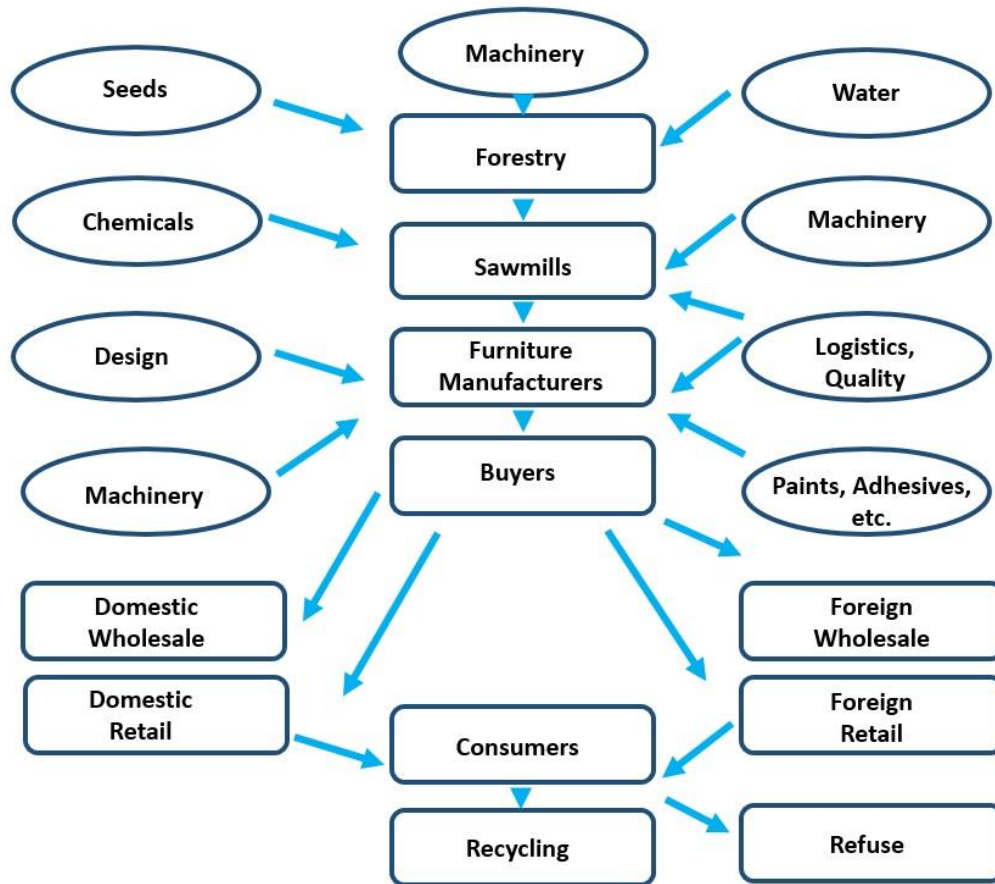 Machinery
Seeds
Water
Forestry
Chemicals
Machinery
Sawmills
Design
Furniture
Manufacturers
Logistics,
Quality
Machinery
Buyers
Paints, Adhesives,
etc.
Domestic
Wholesale
Foreign
Wholesale
Domestic
Retail
Consumers
Foreign
Retail
Recycling
Refuse